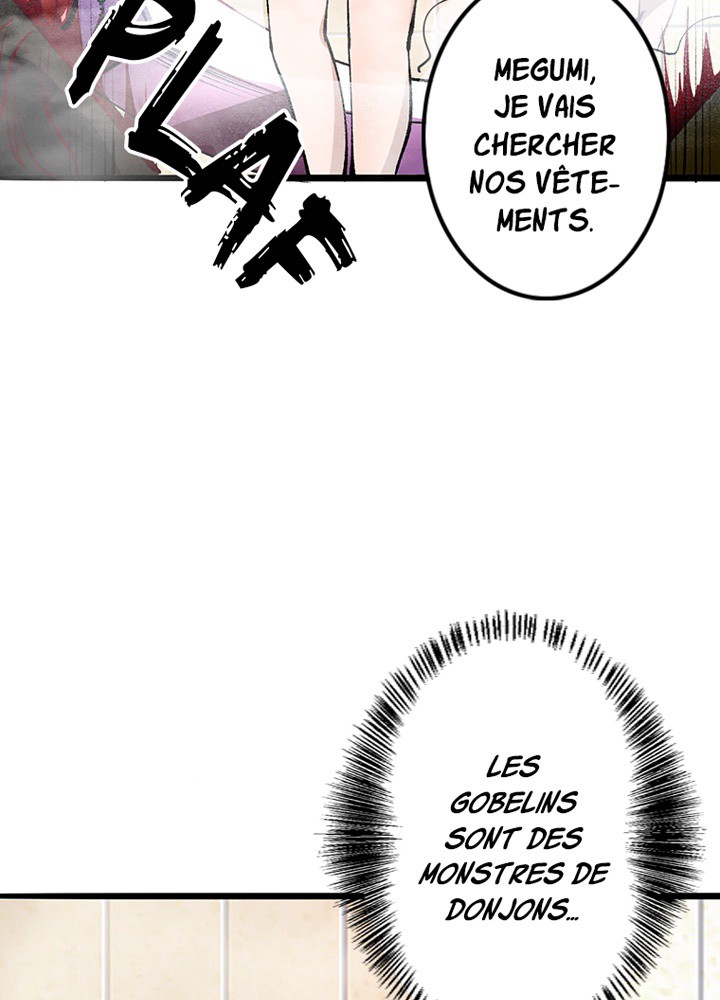 PLAF
MEGUMI,
JE VAIS
CHERCHER
NOS VÊTE-
MENTS.
LES
GOBELINS
SONT DES
MONSTRES DE
DONJONS...